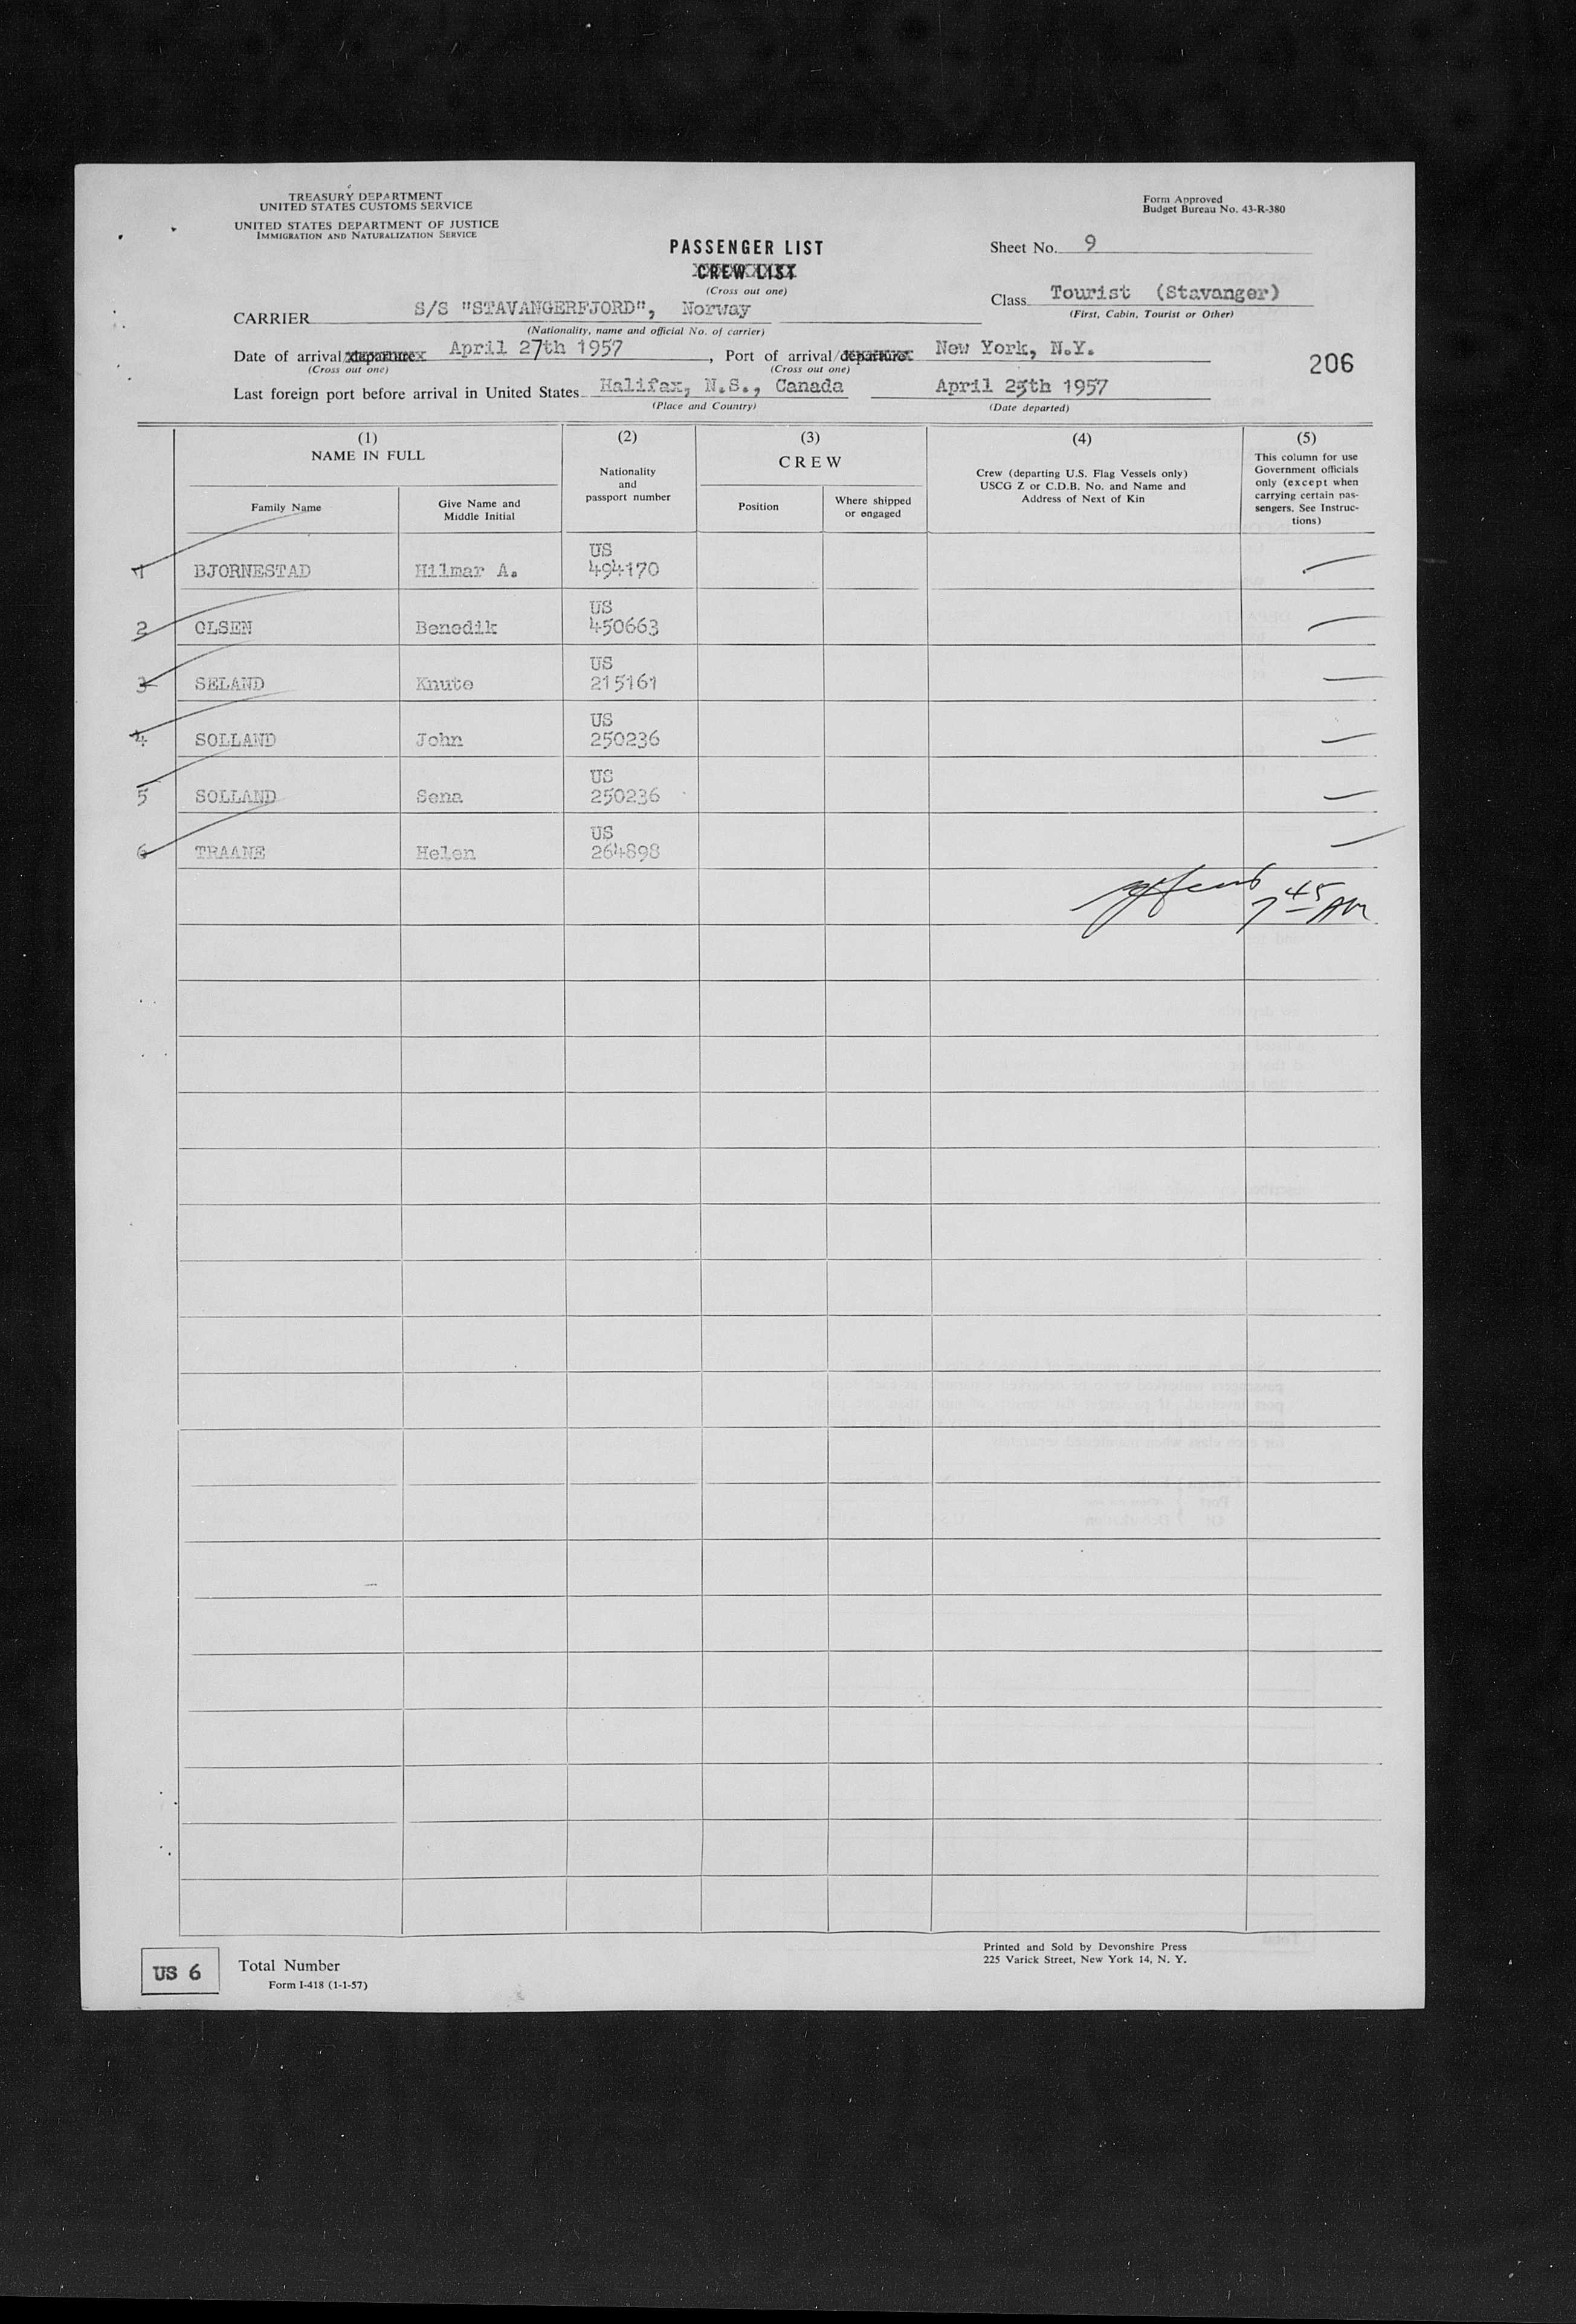 TREASURY DEPARTMENT
UNITED STATES CUSTOMS SERVICE
UNITED STATES DEPARTMENT OF JUSTICE
IMMIGRATION AND NATURALIZATION SERVICE
Form Approved
Budget Bureau No. 43-R-380
PASSENGER LIST
CREW LIST
(Cross out one)
Sheet No. 9
Class Tourist (Stavanger)
(First, Cabin, Tourist or Other)
CARRIER S/S "STAVANGERFJORD", Norway
(Nationality, name and official No. of carrier)
Date of arrival/departure April 27th 1957, Port of arrival/departure New York, N.Y.
(Cross out one) (Cross out one)
206
Last foreign port before arrival in United States Halifax, N.S., Canada April 25th 1957
(Place and Country) (Date departed)
(1) (2) (3) (4) (5)
NAME IN FULL
Family Name
Give Name and
Middle Initial
Nationality
and
passport number
CREW
Position
Where shipped
or engaged
Crew (departing U.S. Flag Vessels only)
USCG Z or C.D.B. No. and Name and
Address of Next of Kin
This column for use
Government officials
only (except when
carrying certain pas-
sengers. See Instruc-
tions)
US
1 BJORNESTAD Hilmar A. 494170
US
2 OLSEN Benedik 450663
US
3 SELAND Knute 215161
US
4 SOLLAND John 250236
US
5 SOLLAND Sena 250236
US
6 TRAANE Helen 264898
7 45 AM
US 6
Total Number
Form I-418 (1-1-57)
Printed and Sold by Devonshire Press
225 Varick Street, New York 14, N. Y.